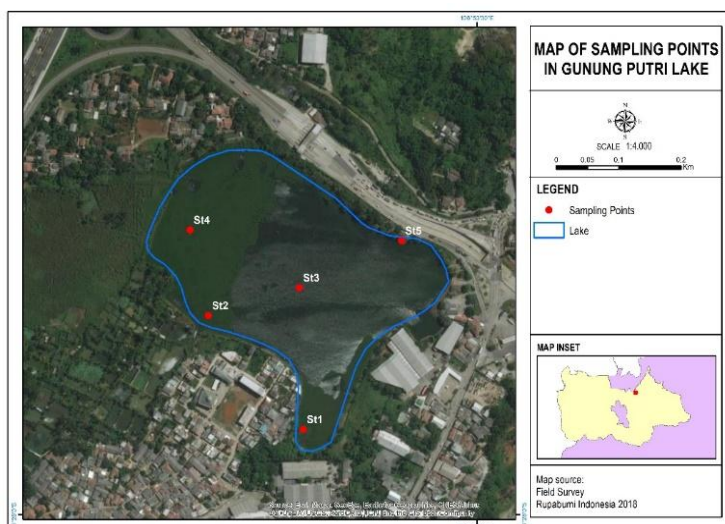 MAP OF SAMPLING POINTS
IN GUNUNG PUTRI LAKE
N
SCALE 1:4.000
0 0.05 0.1 0.2
Km
LEGEND
Sampling Points
Lake
MAP INSET
Map source:
Field Survey
Rupabumi Indonesia 2018
St4
St5
St3
St2
St1